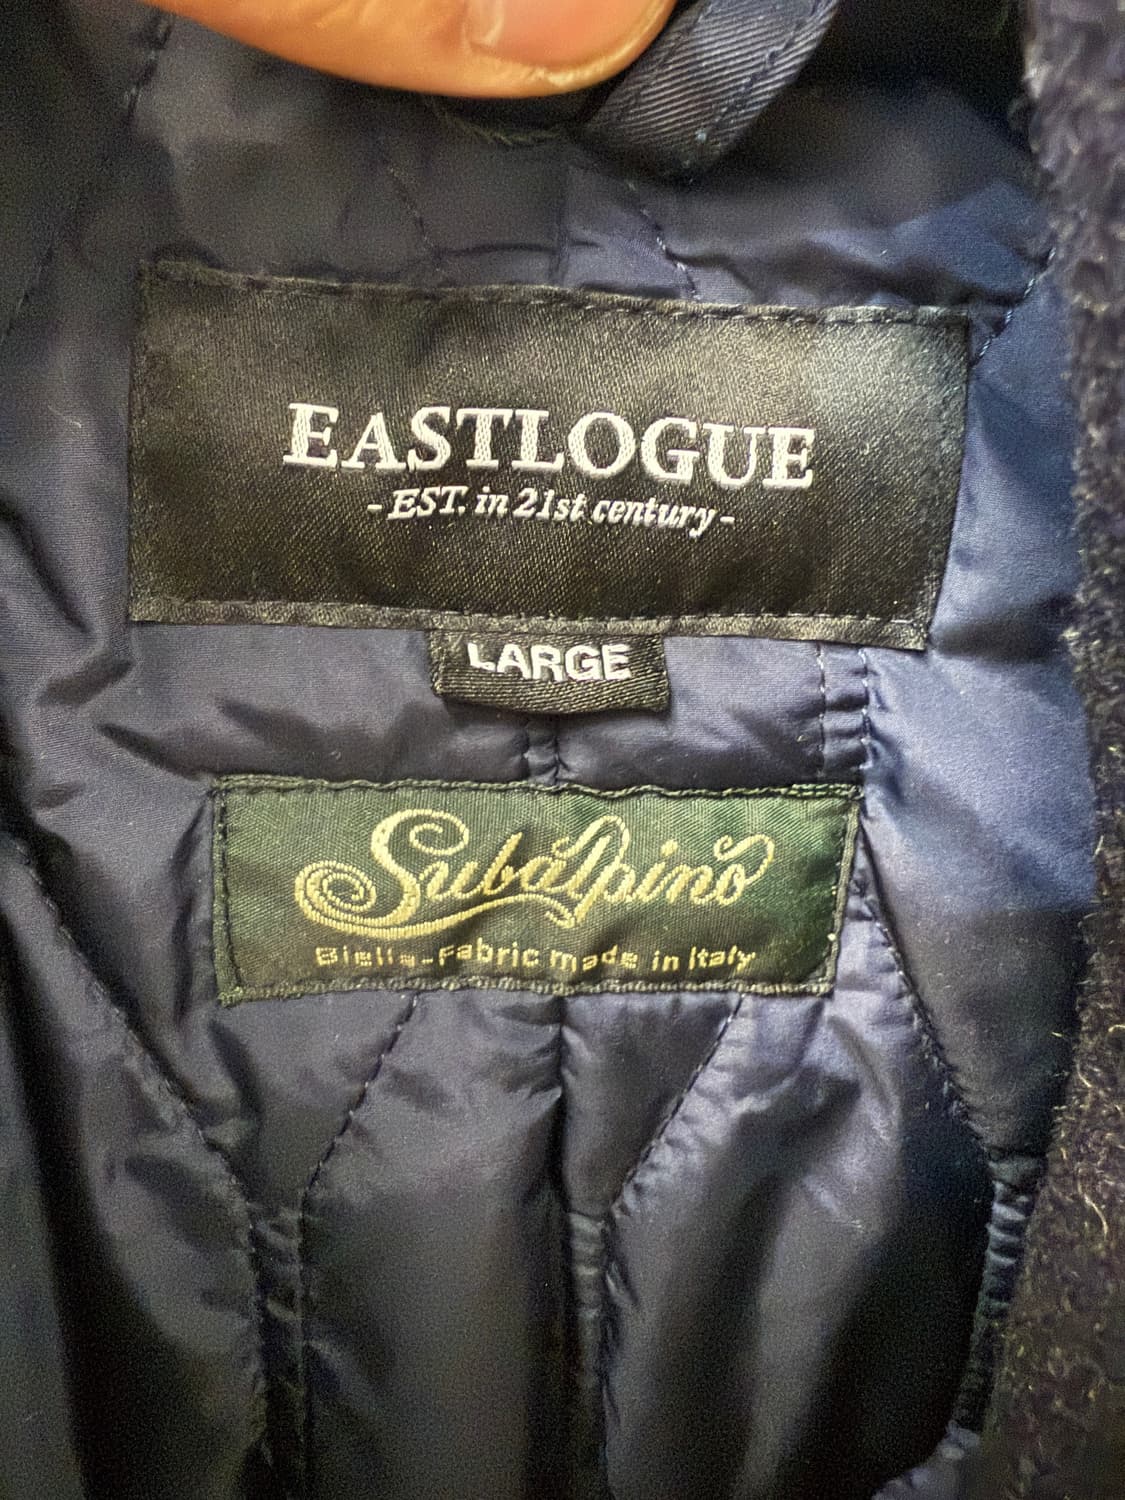 EASTLOGUE
-EST. in 21st century-
LARGE
Subalpino
Biella-Fabric made in Italy